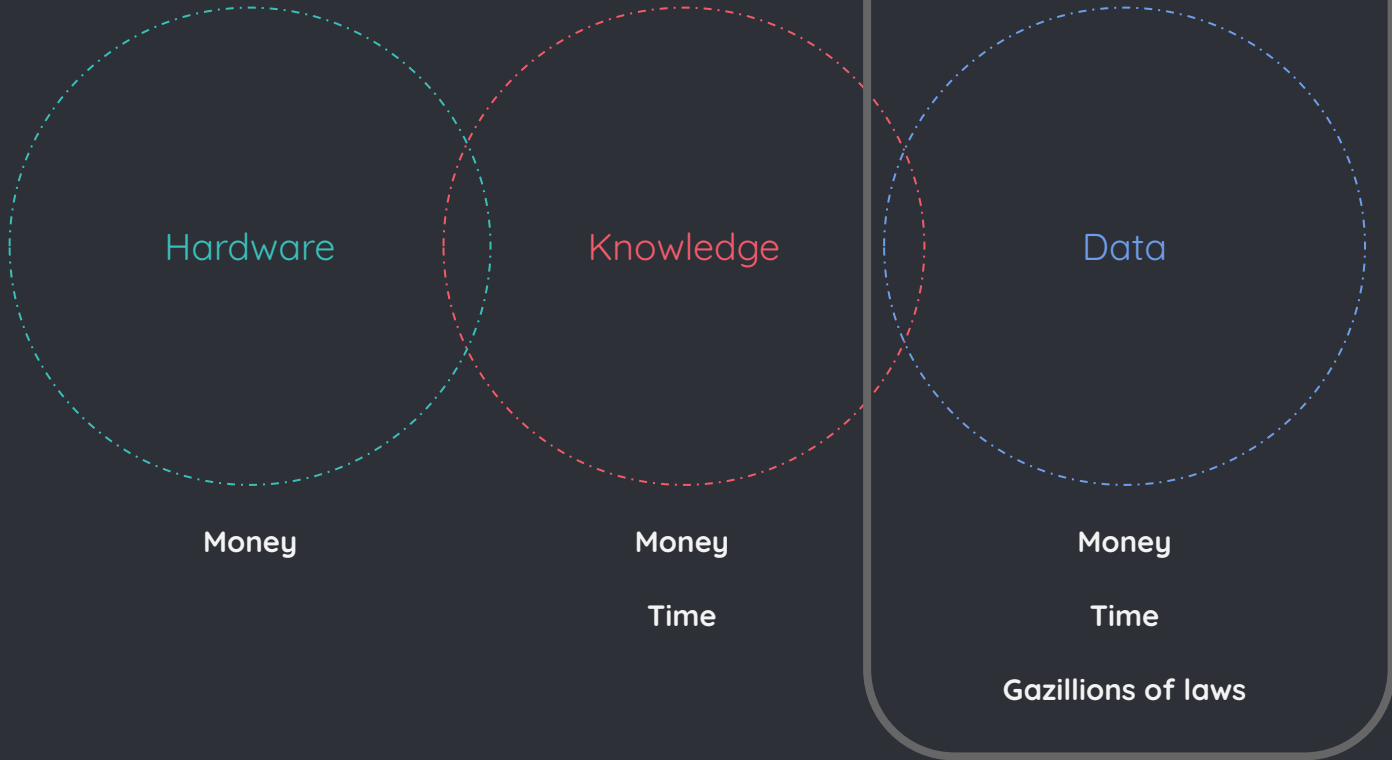 Hardware
Knowledge
Data
Money
Money
Money
Time
Time
Gazillions of laws